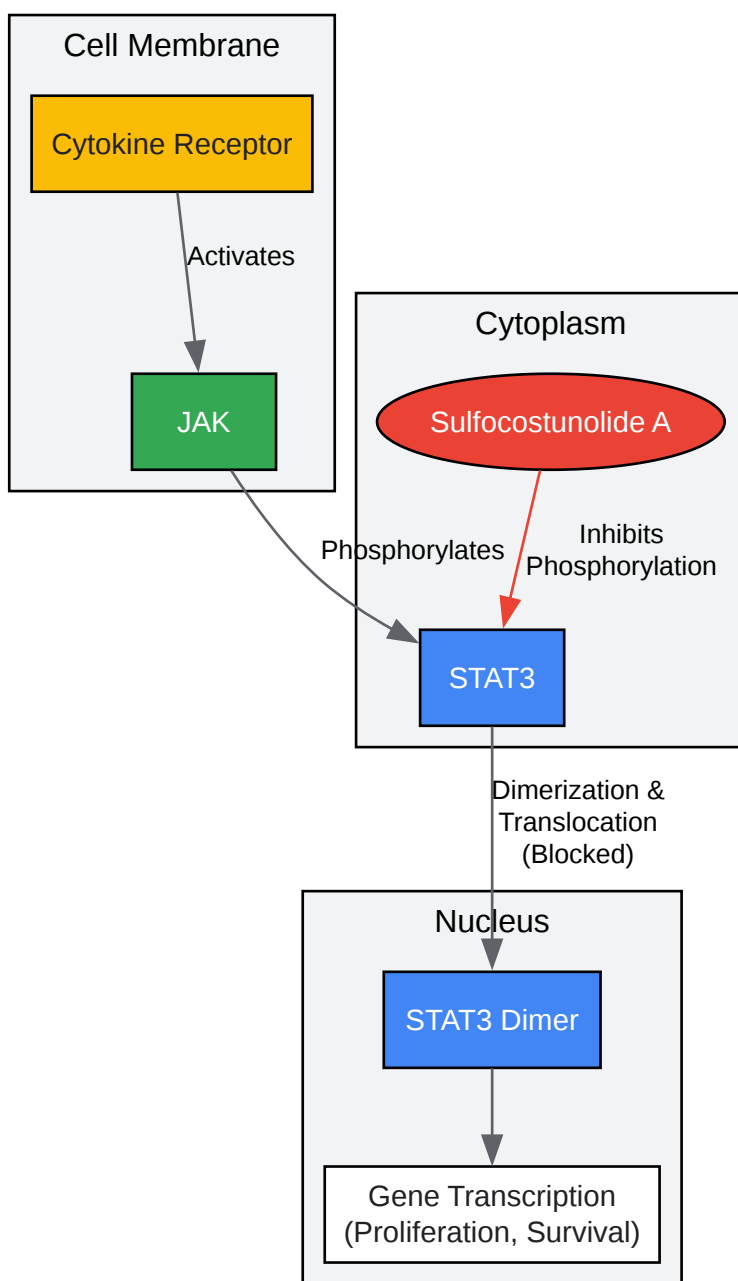 Cell Membrane
Cytokine Receptor
Activates
JAK
Cytoplasm
Sulfocostunolide A
Phosphorylates
Inhibits
Phosphorylation
STAT3
Dimerization &
Translocation
(Blocked)
Nucleus
STAT3 Dimer
Gene Transcription
(Proliferation, Survival)